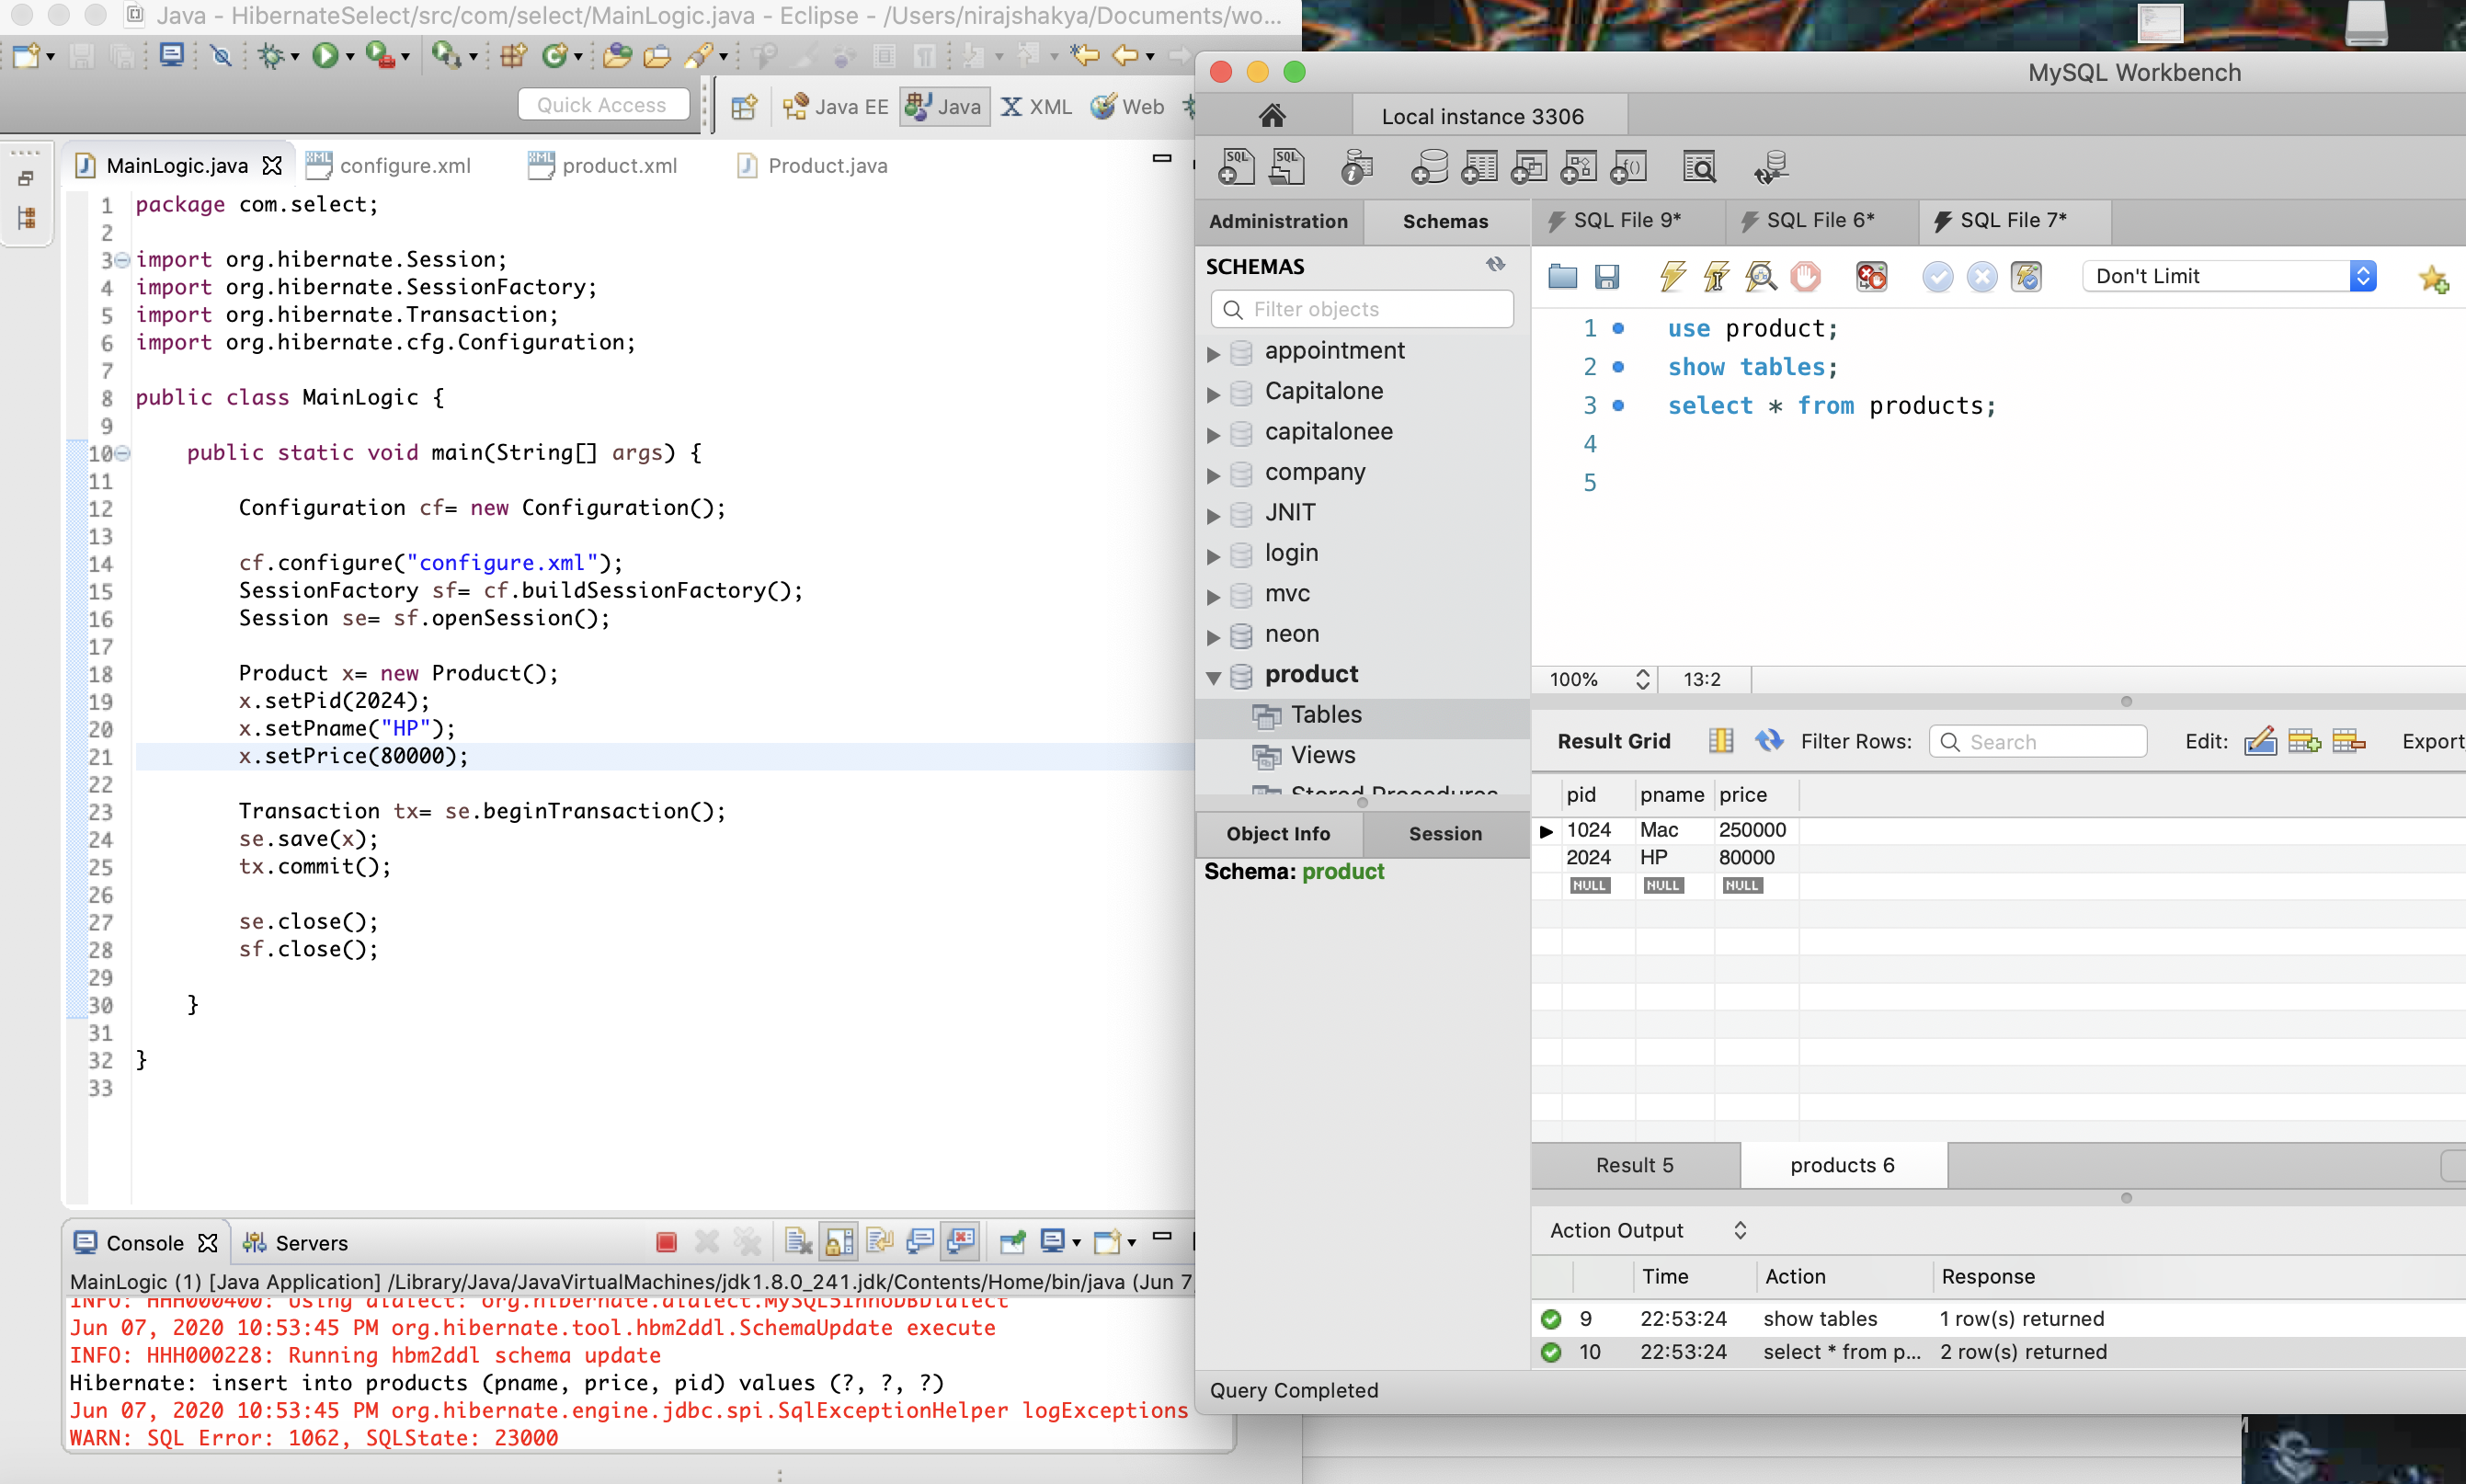 Java - HibernateSelect/src/com/select/MainLogic.java - Eclipse - /Users/nirajshakya/Documents/wo...
Quick Access
Java EE
Java
XML
Web
MainLogic.java
configure.xml
product.xml
Product.java
1 package com.select;
2
3 import org.hibernate.Session;
4 import org.hibernate.SessionFactory;
5 import org.hibernate.Transaction;
6 import org.hibernate.cfg.Configuration;
7
8 public class MainLogic {
9
10 public static void main(String[] args) {
11
12 Configuration cf= new Configuration();
13
14 cf.configure("configure.xml");
15 SessionFactory sf= cf.buildSessionFactory();
16 Session se= sf.openSession();
17
18 Product x= new Product();
19 x.setPid(2024);
20 x.setPname("HP");
21 x.setPrice(80000);
22
23 Transaction tx= se.beginTransaction();
24 se.save(x);
25 tx.commit();
26
27 se.close();
28 sf.close();
29
30 }
31
32 }
33
Console
Servers
MainLogic (1) [Java Application] /Library/Java/JavaVirtualMachines/jdk1.8.0_241.jdk/Contents/Home/bin/java (Jun 7,
INFO: HHH000400: Using dialect: org.hibernate.dialect.MySQL5InnoDBDialect
Jun 07, 2020 10:53:45 PM org.hibernate.tool.hbm2ddl.SchemaUpdate execute
INFO: HHH000228: Running hbm2ddl schema update
Hibernate: insert into products (pname, price, pid) values (?, ?, ?)
Jun 07, 2020 10:53:45 PM org.hibernate.engine.jdbc.spi.SqlExceptionHelper logExceptions
WARN: SQL Error: 1062, SQLState: 23000
MySQL Workbench
Local instance 3306
Administration
Schemas
SQL File 9*
SQL File 6*
SQL File 7*
SCHEMAS
Filter objects
appointment
Capitalone
capitalonee
company
JNIT
login
mvc
neon
product
Tables
Views
Stored Procedures
Object Info
Session
Schema: product
Don't Limit
1 use product;
2 show tables;
3 select * from products;
4
5
100%
13:2
Result Grid
Filter Rows:
Search
Edit:
Export
pid pname price
1024 Mac 250000
2024 HP 80000
NULL NULL NULL
Result 5
products 6
Action Output
Time Action Response
9 22:53:24 show tables 1 row(s) returned
10 22:53:24 select * from p... 2 row(s) returned
Query Completed